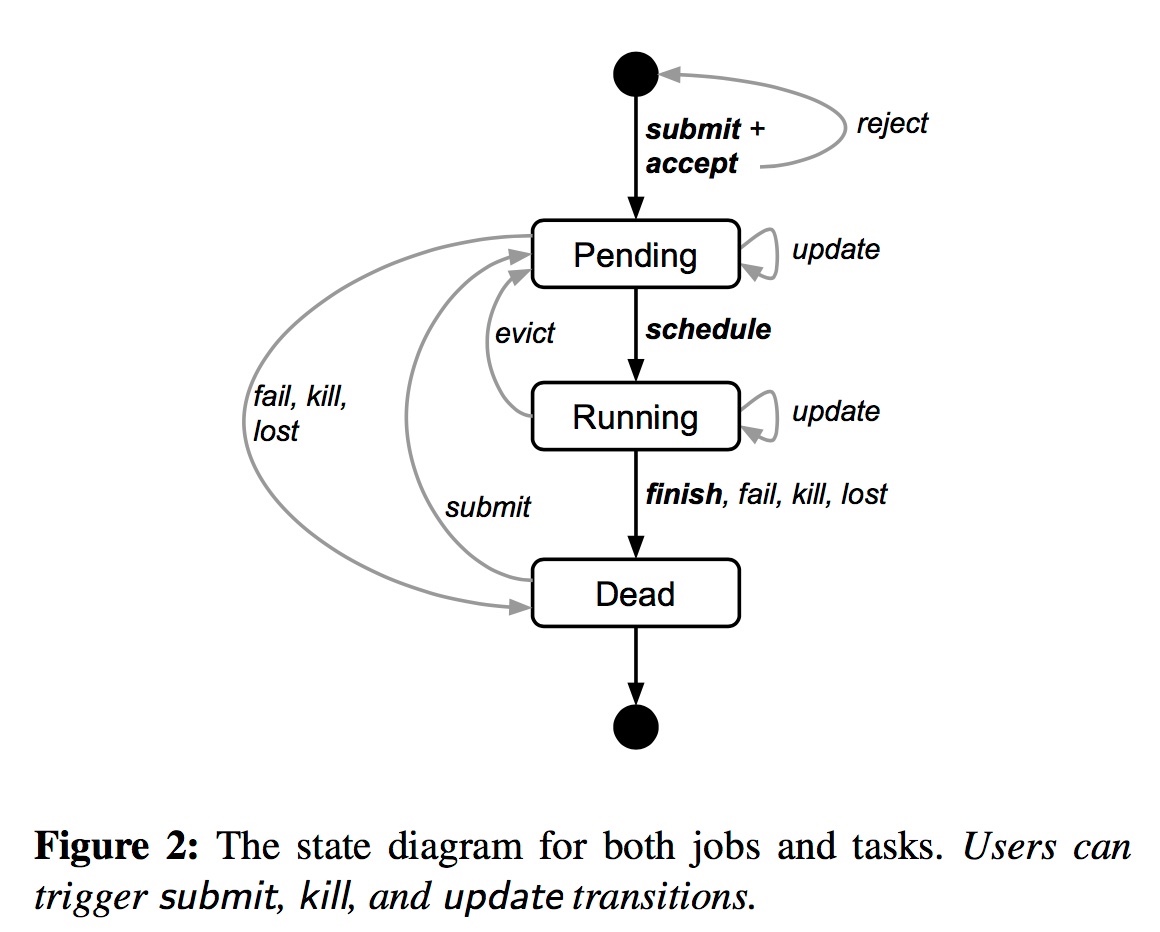 submit +
accept
reject
Pending
update
evict
schedule
fail, kill,
lost
Running
update
submit
finish, fail, kill, lost
Dead
Figure 2: The state diagram for both jobs and tasks. Users can
trigger submit, kill, and update transitions.